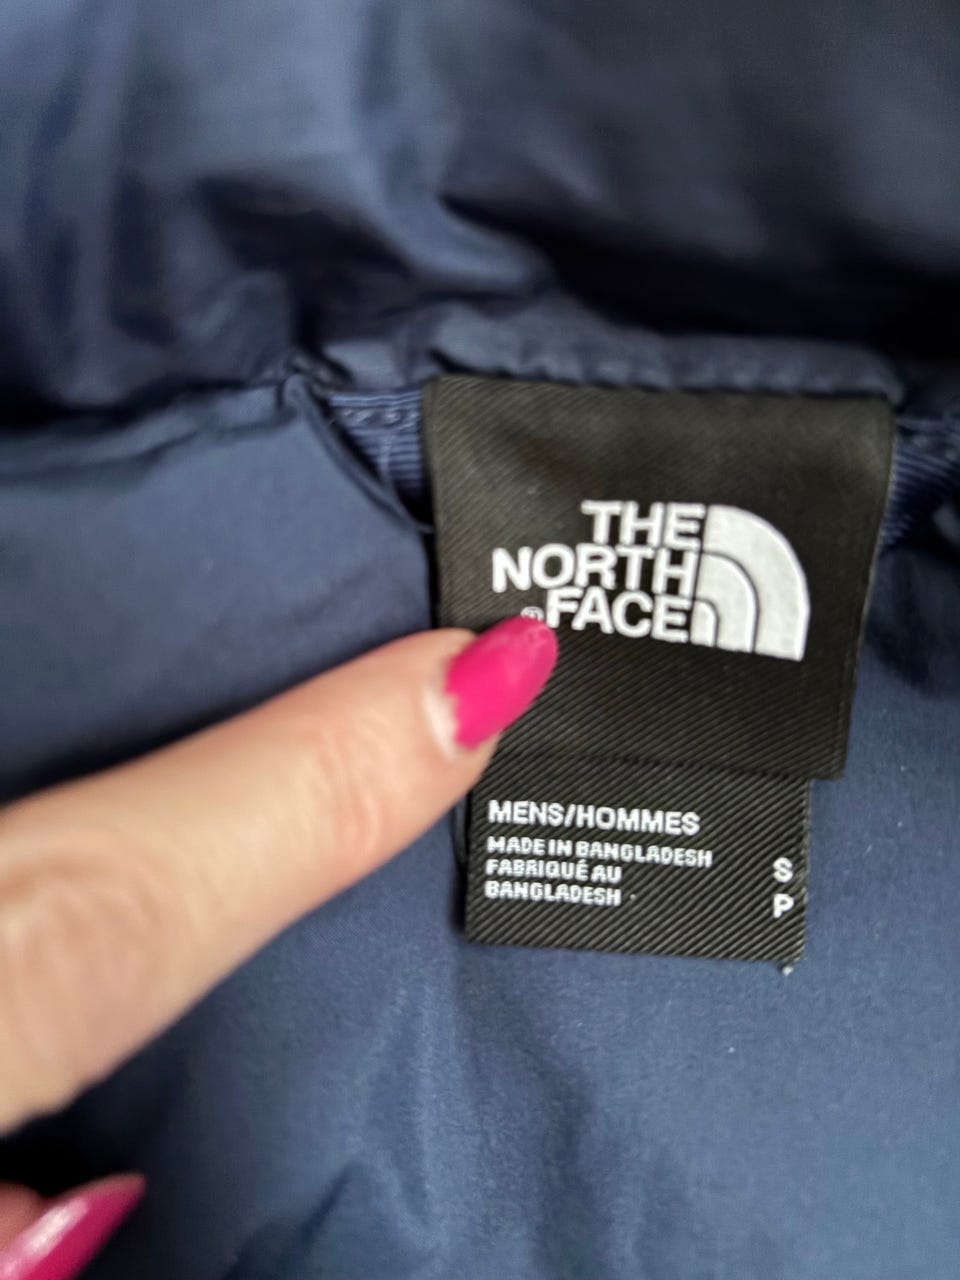 THE
NORTH
®FACE
MENS/HOMMES
MADE IN BANGLADESH
FABRIQUÉ AU
BANGLADESH
S
P